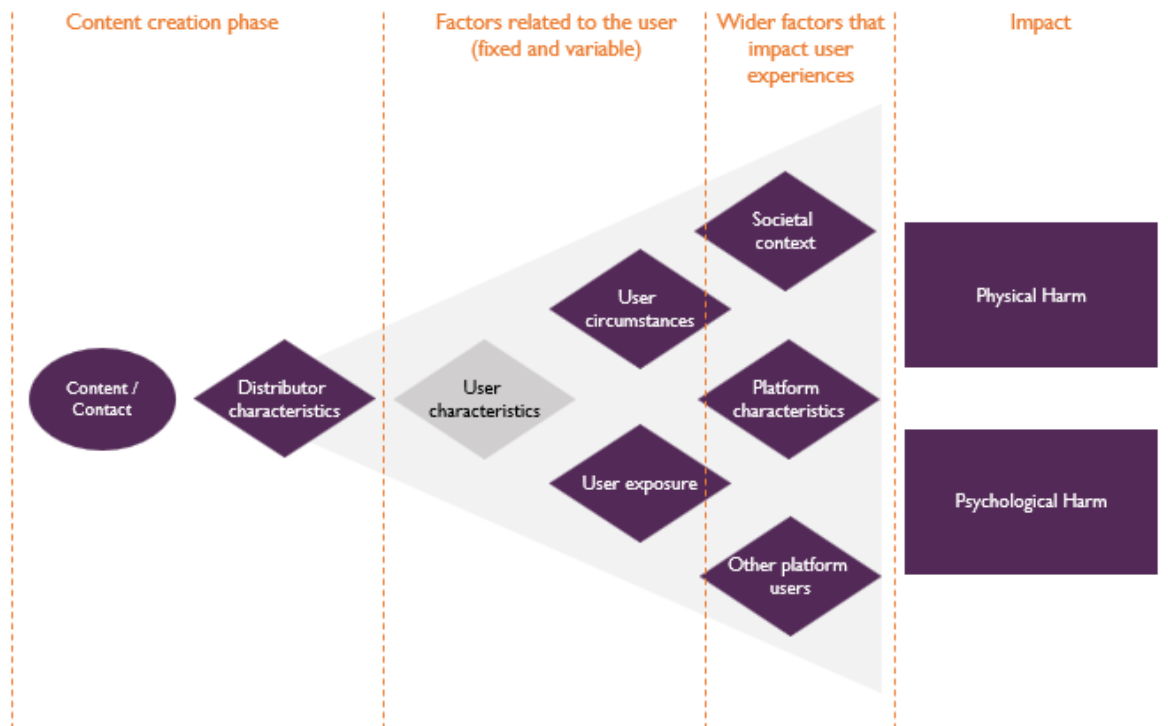 Content creation phase
Factors related to the user
(fixed and variable)
Wider factors that
impact user
experiences
Impact
Content /
Contact
Distributor
characteristics
User
characteristics
User
circumstances
User exposure
Societal
context
Platform
characteristics
Other platform
users
Physical Harm
Psychological Harm